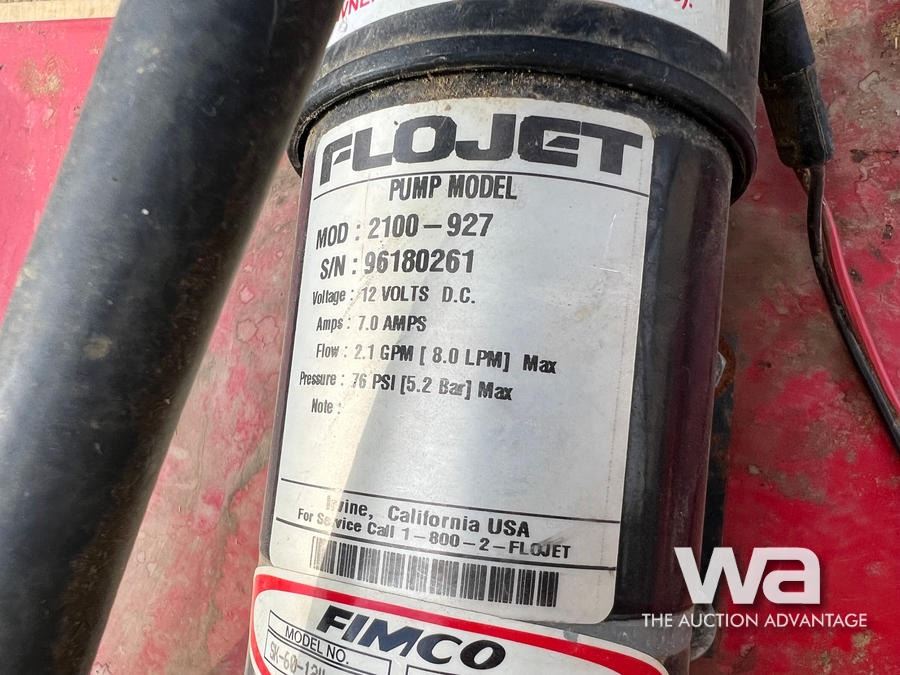 FLOJET
PUMP MODEL
MOD : 2100-927
S/N : 96180261
Voltage : 12 VOLTS D.C.
Amps : 7.0 AMPS
Flow : 2.1 GPM [ 8.0 LPM] Max
Pressure : 76 PSI [5.2 Bar] Max
Note :
Irvine, California USA
For Service Call 1-800-2-FLOJET
FIMCO
MODEL NO.
wa
THE AUCTION ADVANTAGE